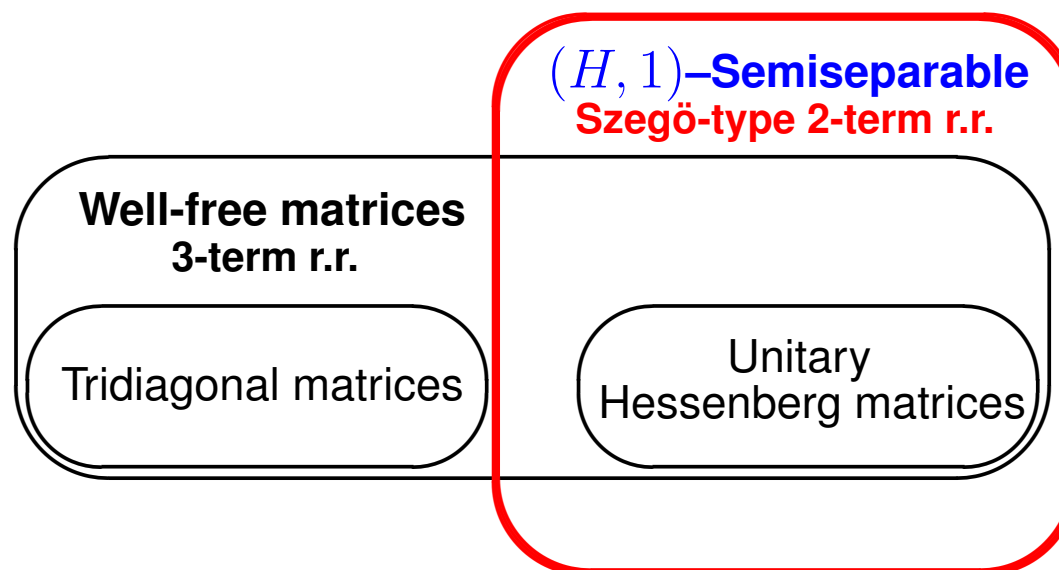 (H, 1)–Semiseparable
Szegö-type 2-term r.r.
Well-free matrices
3-term r.r.
Tridiagonal matrices
Unitary
Hessenberg matrices